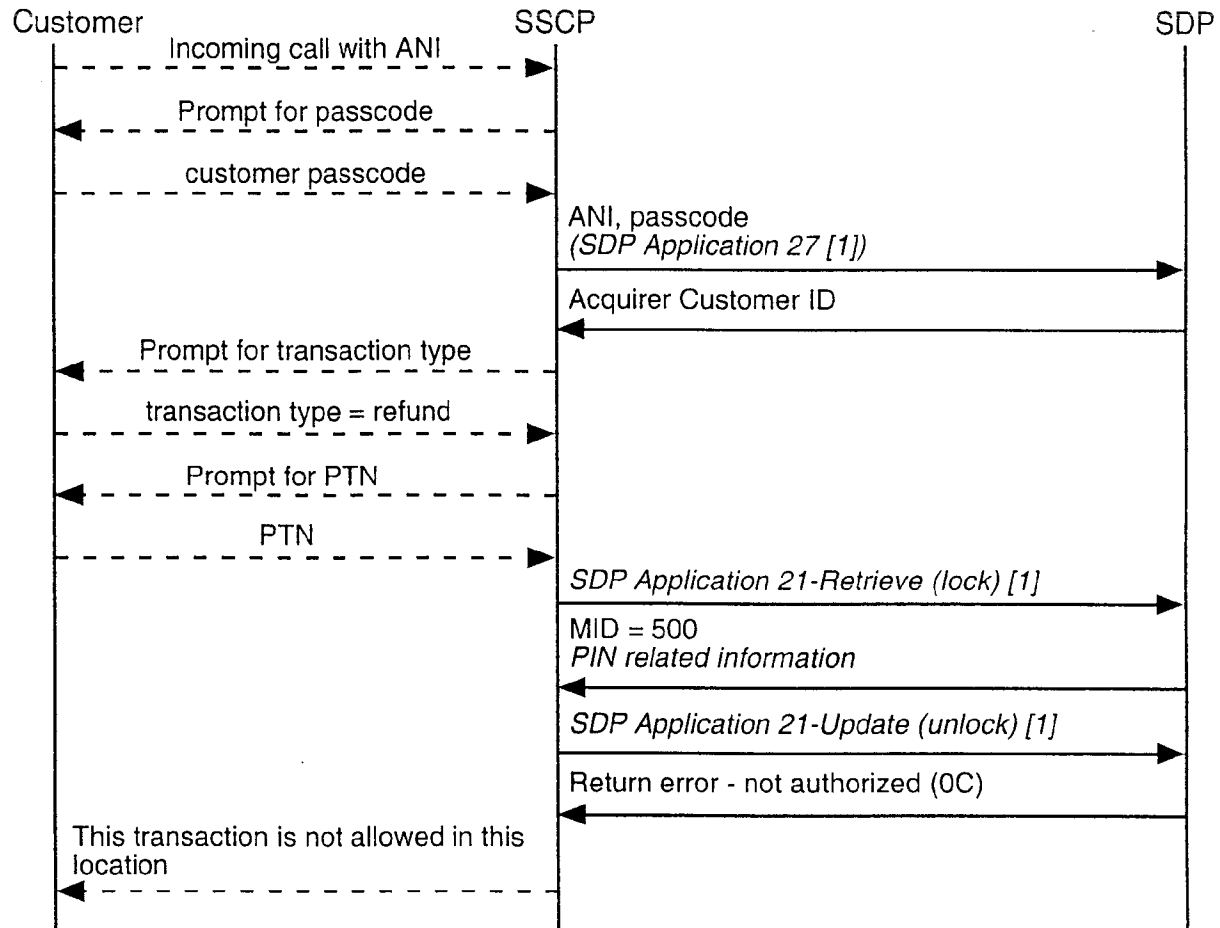 Customer
SSCP
SDP
Incoming call with ANI
Prompt for passcode
customer passcode
ANI, passcode
(SDP Application 27 [1])
Acquirer Customer ID
Prompt for transaction type
transaction type = refund
Prompt for PTN
PTN
SDP Application 21-Retrieve (lock) [1]
MID = 500
PIN related information
SDP Application 21-Update (unlock) [1]
Return error - not authorized (0C)
This transaction is not allowed in this
location